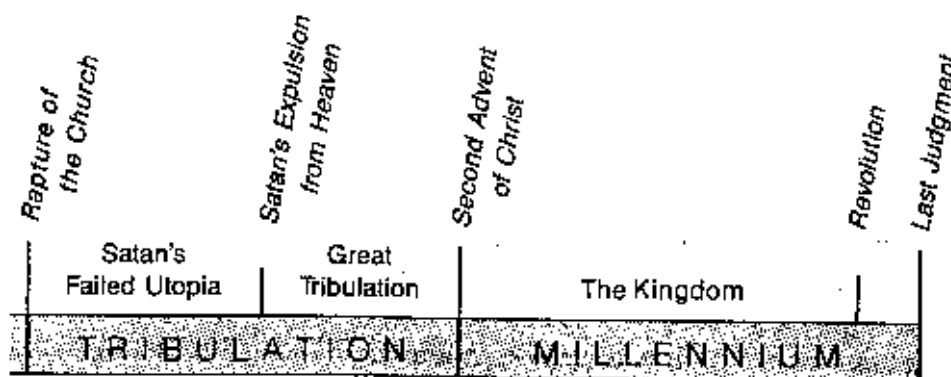 Rapture of
the Church
Satan's Expulsion
from Heaven
Second Advent
of Christ
Revolution
Last Judgment
Satan's
Failed Utopia
Great
Tribulation
The Kingdom
TRIBULATION
MILLENNIUM